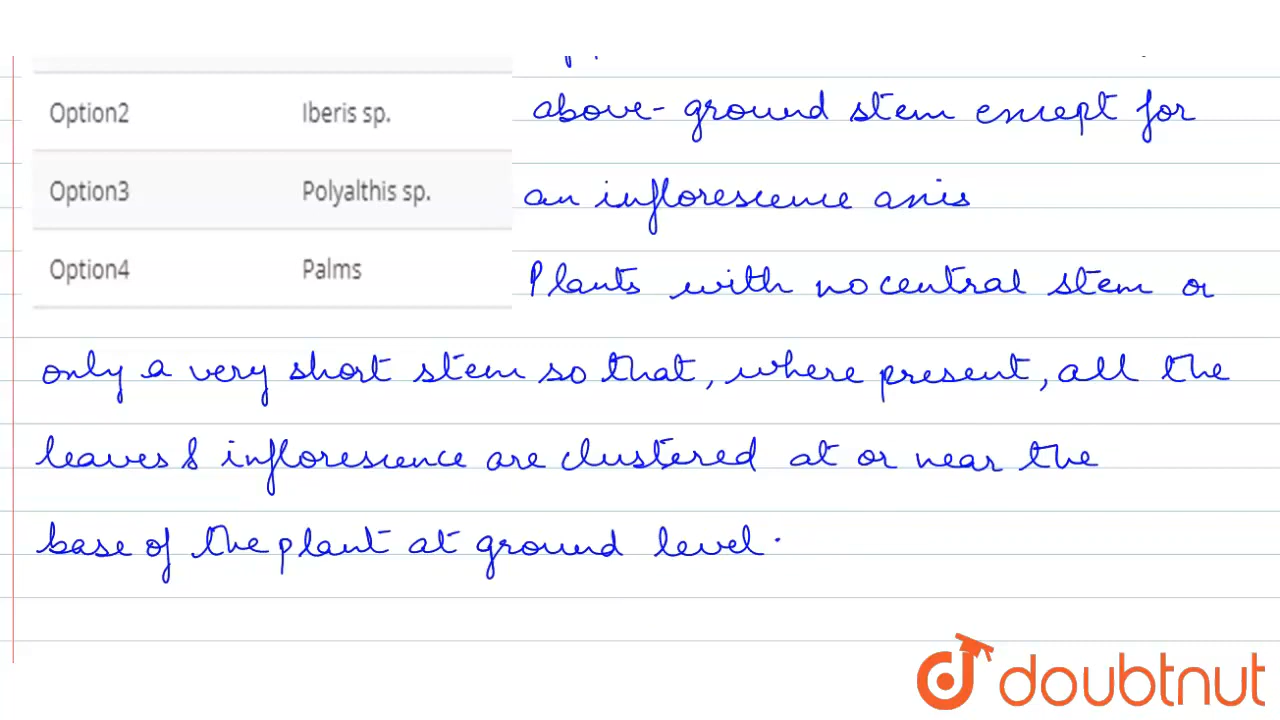 Option2 Iberis sp. above-ground stem except for
Option3 Polyalthis sp. an inflorescence axis
Option4 Palms Plants with no central stem or
only a very short stem so that, where present, all the
leaves & inflorescence are clustered at or near the
base of the plant at ground level.
doubtnut